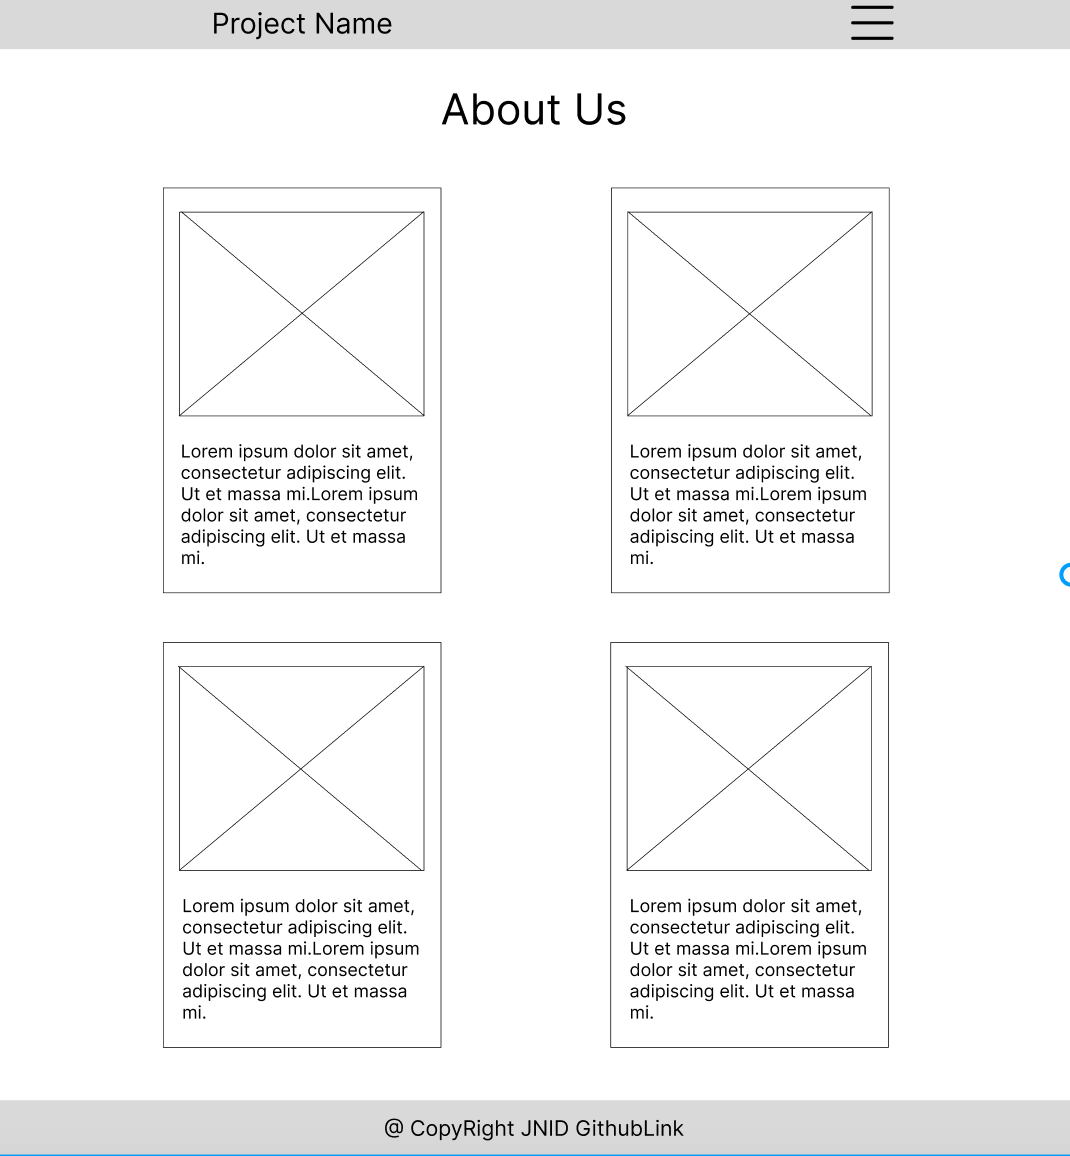 Project Name
About Us
Lorem ipsum dolor sit amet,
consectetur adipiscing elit.
Ut et massa mi.Lorem ipsum
dolor sit amet, consectetur
adipiscing elit. Ut et massa
mi.
Lorem ipsum dolor sit amet,
consectetur adipiscing elit.
Ut et massa mi.Lorem ipsum
dolor sit amet, consectetur
adipiscing elit. Ut et massa
mi.
Lorem ipsum dolor sit amet,
consectetur adipiscing elit.
Ut et massa mi.Lorem ipsum
dolor sit amet, consectetur
adipiscing elit. Ut et massa
mi.
Lorem ipsum dolor sit amet,
consectetur adipiscing elit.
Ut et massa mi.Lorem ipsum
dolor sit amet, consectetur
adipiscing elit. Ut et massa
mi.
@ CopyRight JNID GithubLink